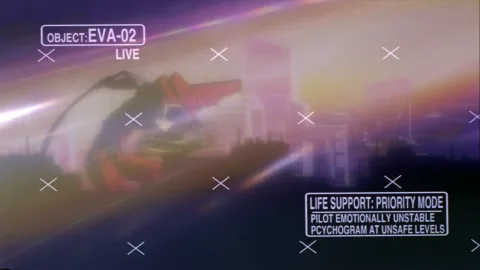 OBJECT:EVA-02
LIVE
LIFE SUPPORT: PRIORITY MODE
PILOT EMOTIONALLY UNSTABLE
PCYCHOGRAM AT UNSAFE LEVELS